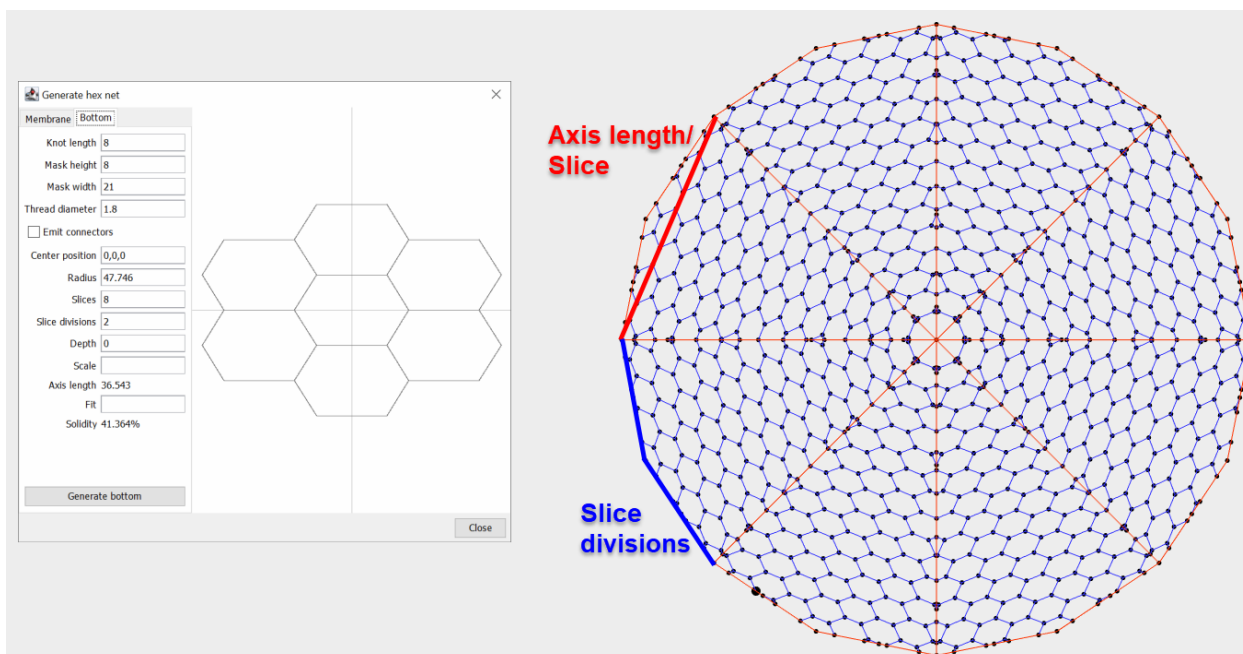 Generate hex net
Membrane Bottom
Knot length 8
Mask height 8
Mask width 21
Thread diameter 1.8
Emit connectors
Center position 0,0,0
Radius 47.746
Slices 8
Slice divisions 2
Depth 0
Scale
Axis length 36.543
Fit
Solidity 41.364%
Generate bottom
Close
Axis length/
Slice
Slice
divisions